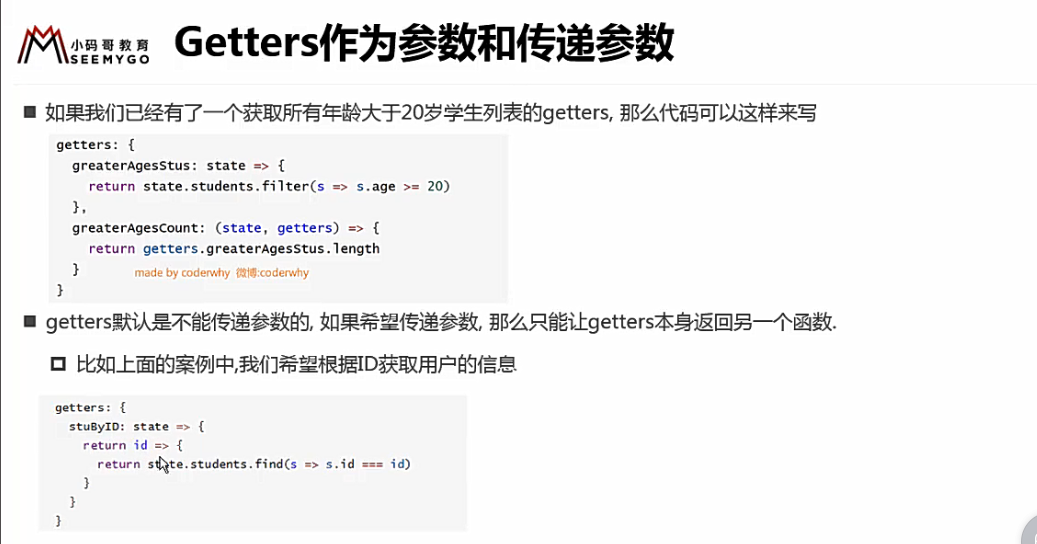 小码哥教育
SEEMYGO
Getters作为参数和传递参数
如果我们已经有了一个获取所有年龄大于20岁学生列表的getters, 那么代码可以这样来写
getters: {
  greaterAgesStus: state => {
    return state.students.filter(s => s.age >= 20)
  },
  greaterAgesCount: (state, getters) => {
    return getters.greaterAgesStus.length
  }
made by coderwhy 微博:coderwhy
}
getters默认是不能传递参数的, 如果希望传递参数, 那么只能让getters本身返回另一个函数.
比如上面的案例中,我们希望根据ID获取用户的信息
getters: {
  stuByID: state => {
    return id => {
      return state.students.find(s => s.id === id)
    }
  }
}